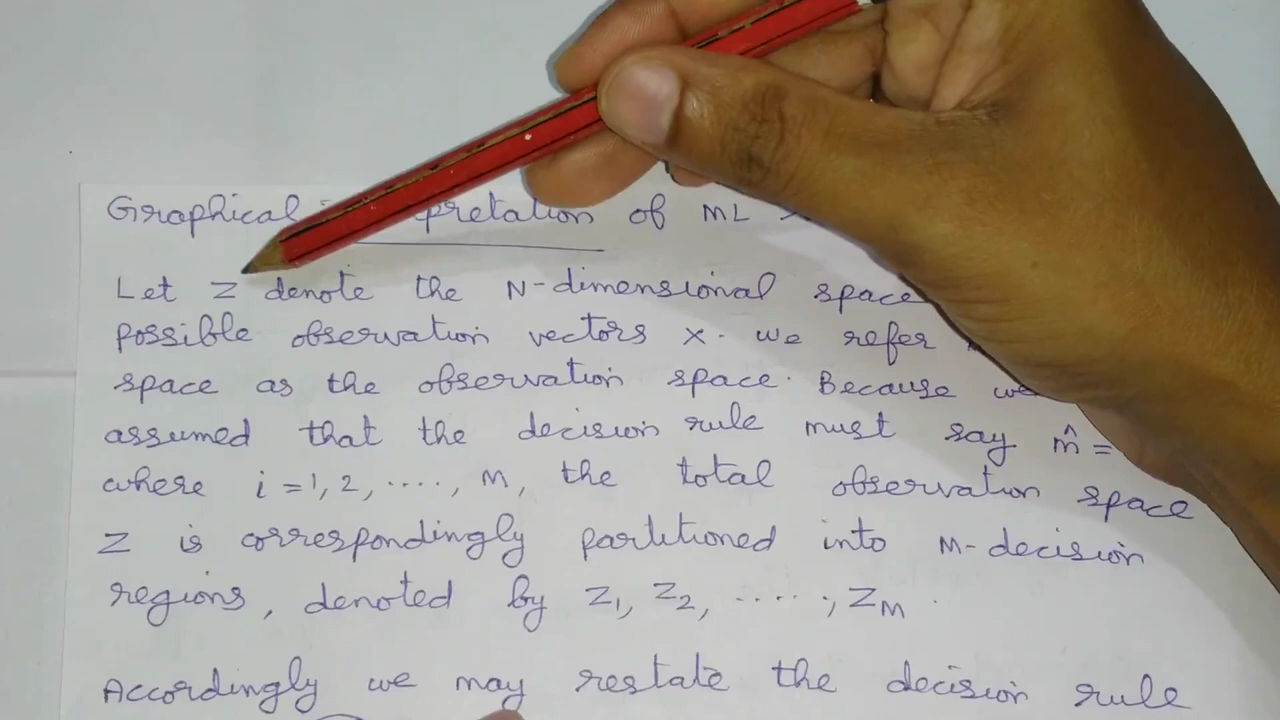 Graphical pretation of ML
Let Z denote the N-dimensional space
possible observation vectors x. we refer
space as the observation space. Because we
assumed that the decision rule must say m̂ =
where i = 1, 2, ...., M, the total observation space
Z is correspondingly partitioned into M-decision
regions, denoted by Z₁, Z₂, ....., Z_M.
Accordingly we may restate the decision rule